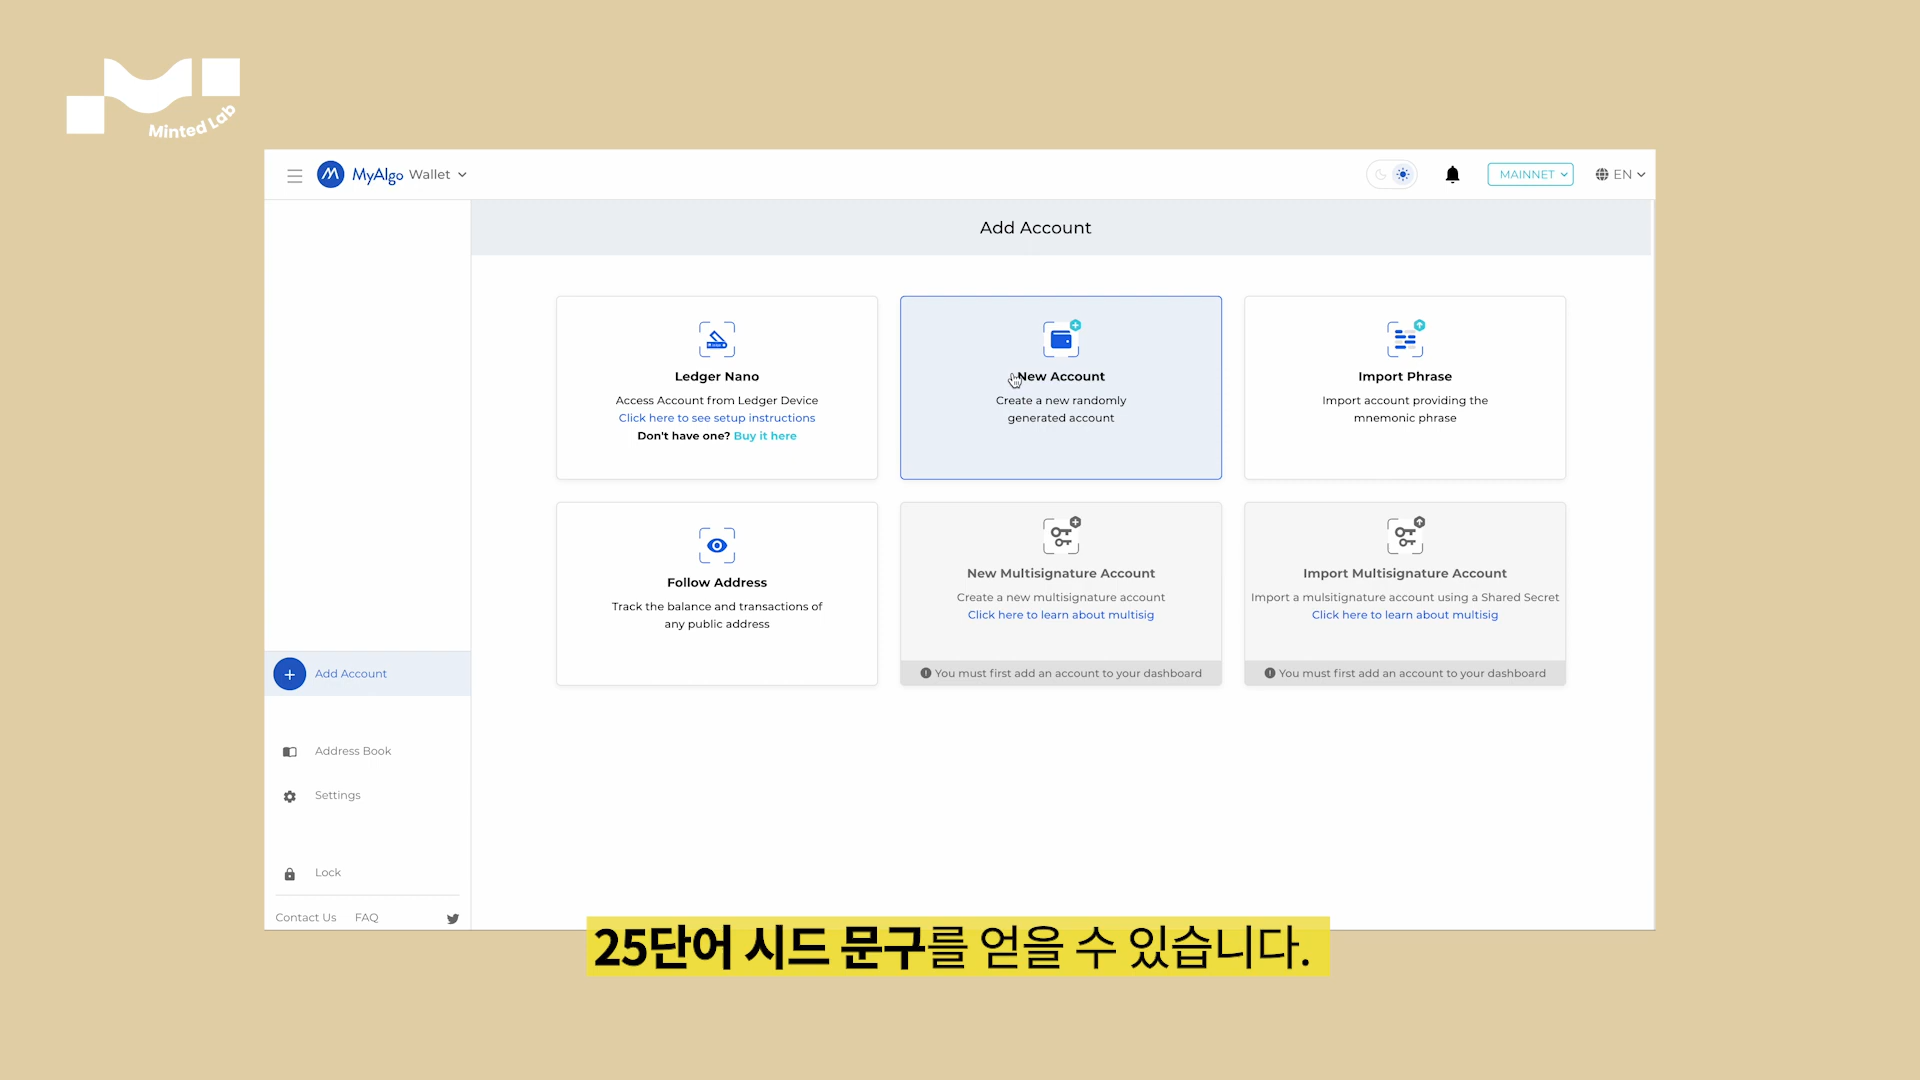 Minted Lab
MyAlgo Wallet
MAINNET
EN
Add Account
Ledger Nano
Access Account from Ledger Device
Click here to see setup instructions
Don't have one? Buy it here
New Account
Create a new randomly
generated account
Import Phrase
Import account providing the
mnemonic phrase
Follow Address
Track the balance and transactions of
any public address
New Multisignature Account
Create a new multisignature account
Click here to learn about multisig
You must first add an account to your dashboard
Import Multisignature Account
Import a mulsitignature account using a Shared Secret
Click here to learn about multisig
You must first add an account to your dashboard
Add Account
Address Book
Settings
Lock
Contact Us FAQ
25단어 시드 문구를 얻을 수 있습니다.